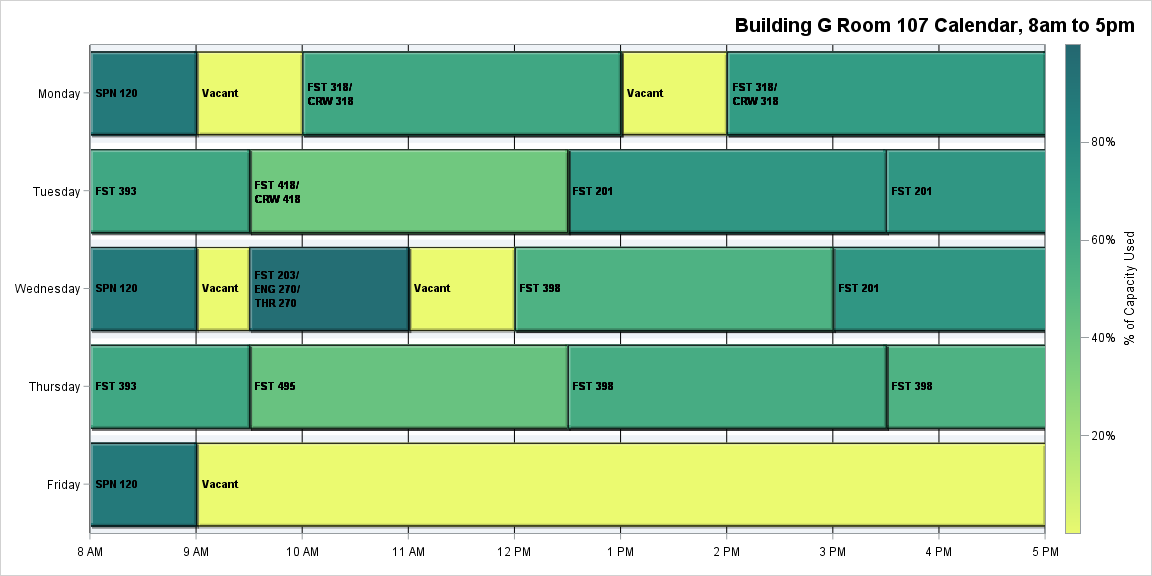 Building G Room 107 Calendar, 8am to 5pm
Monday
SPN 120
Vacant
FST 318/
CRW 318
Vacant
FST 318/
CRW 318
Tuesday
FST 393
FST 418/
CRW 418
FST 201
FST 201
Wednesday
SPN 120
Vacant
FST 203/
ENG 270/
THR 270
Vacant
FST 398
FST 201
Thursday
FST 393
FST 495
FST 398
FST 398
Friday
SPN 120
Vacant
8 AM
9 AM
10 AM
11 AM
12 PM
1 PM
2 PM
3 PM
4 PM
5 PM
80%
60%
40%
20%
% of Capacity Used